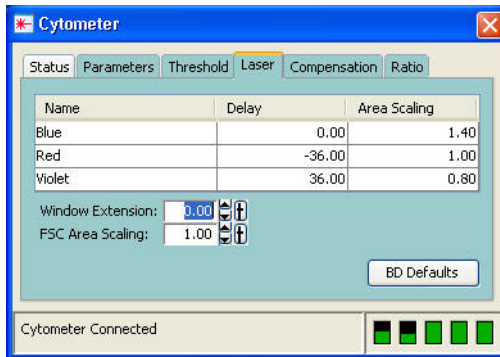 Cytometer
Status Parameters Threshold Laser Compensation Ratio
Name Delay Area Scaling
Blue 0.00 1.40
Red -36.00 1.00
Violet 36.00 0.80
Window Extension: 0.00
FSC Area Scaling: 1.00
BD Defaults
Cytometer Connected